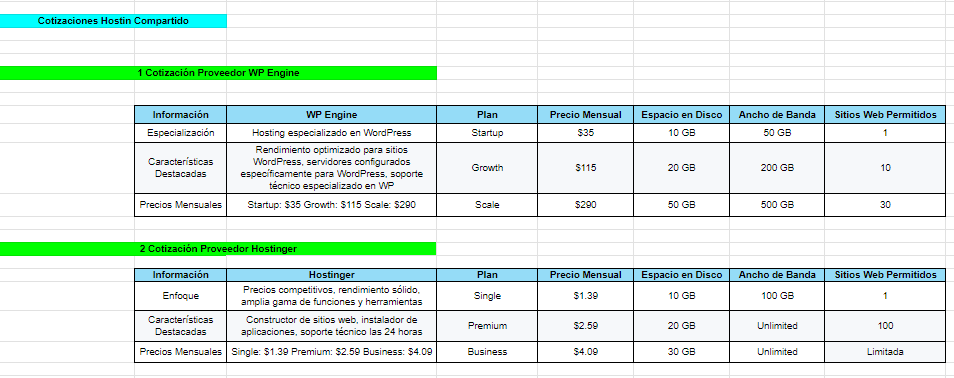 Cotizaciones Hostin Compartido
1 Cotización Proveedor WP Engine
Información WP Engine Plan Precio Mensual Espacio en Disco Ancho de Banda Sitios Web Permitidos
Especialización Hosting especializado en WordPress Startup $35 10 GB 50 GB 1
Características Destacadas Rendimiento optimizado para sitios WordPress, servidores configurados específicamente para WordPress, soporte técnico especializado en WP Growth $115 20 GB 200 GB 10
Precios Mensuales Startup: $35 Growth: $115 Scale: $290 Scale $290 50 GB 500 GB 30
2 Cotización Proveedor Hostinger
Información Hostinger Plan Precio Mensual Espacio en Disco Ancho de Banda Sitios Web Permitidos
Enfoque Precios competitivos, rendimiento sólido, amplia gama de funciones y herramientas Single $1.39 10 GB 100 GB 1
Características Destacadas Constructor de sitios web, instalador de aplicaciones, soporte técnico las 24 horas Premium $2.59 20 GB Unlimited 100
Precios Mensuales Single: $1.39 Premium: $2.59 Business: $4.09 Business $4.09 30 GB Unlimited Limitada